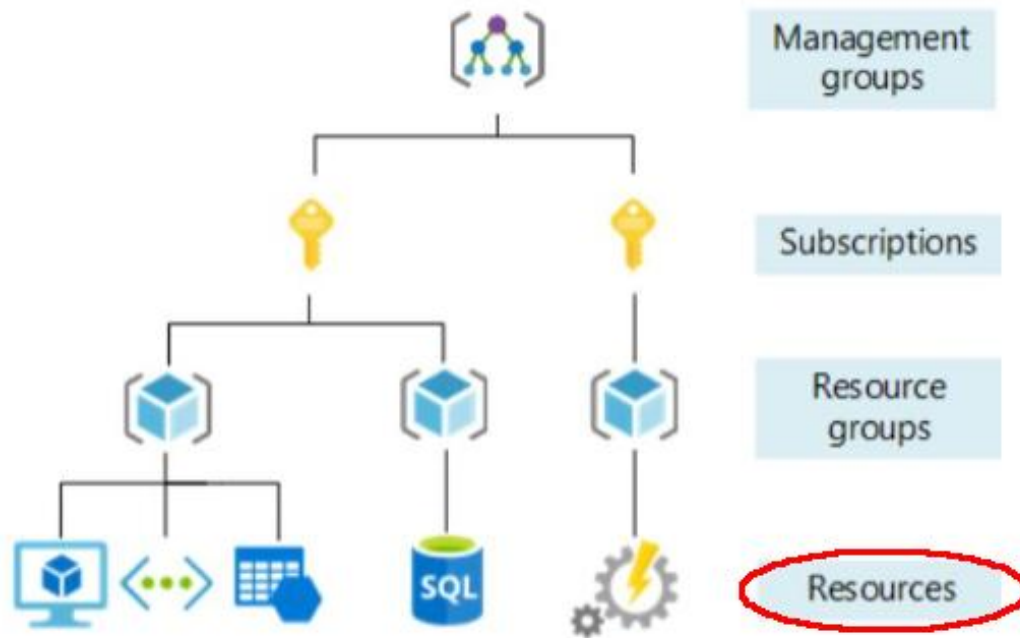 Management
groups
Subscriptions
Resource
groups
SQL
Resources